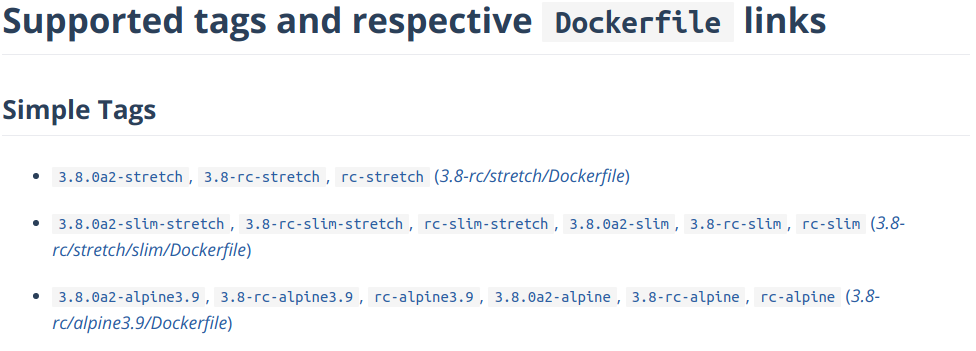 Supported tags and respective Dockerfile links
Simple Tags
• 3.8.0a2-stretch, 3.8-rc-stretch, rc-stretch (3.8-rc/stretch/Dockerfile)
• 3.8.0a2-slim-stretch, 3.8-rc-slim-stretch, rc-slim-stretch, 3.8.0a2-slim, 3.8-rc-slim, rc-slim (3.8-
rc/stretch/slim/Dockerfile)
• 3.8.0a2-alpine3.9, 3.8-rc-alpine3.9, rc-alpine3.9, 3.8.0a2-alpine, 3.8-rc-alpine, rc-alpine (3.8-
rc/alpine3.9/Dockerfile)